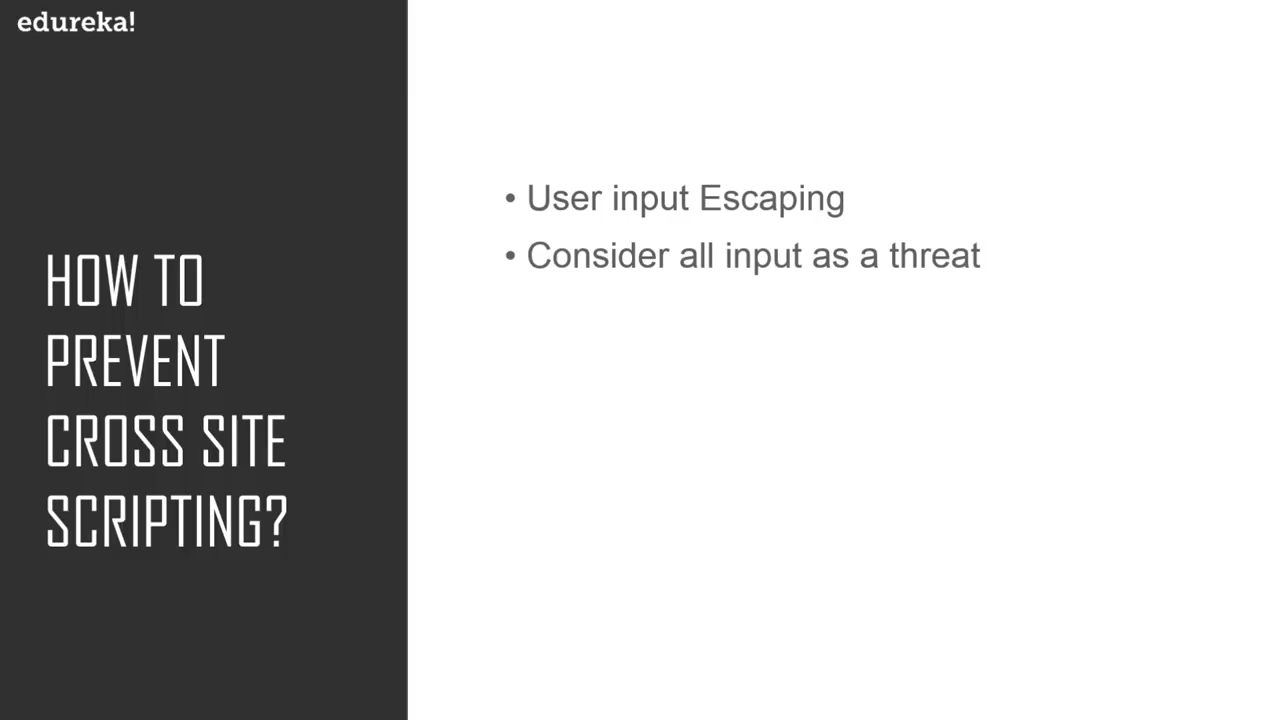 edureka!
HOW TO
PREVENT
CROSS SITE
SCRIPTING?
• User input Escaping
• Consider all input as a threat